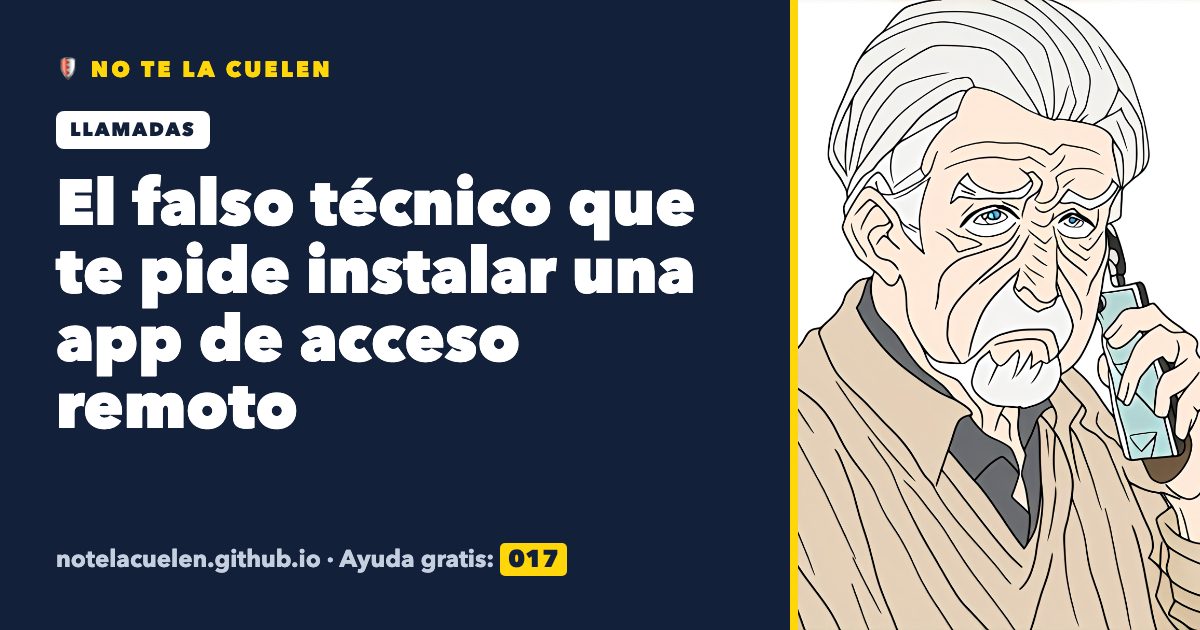 NO TE LA CUELEN
LLAMADAS
El falso técnico que
te pide instalar una
app de acceso
remoto
notelacuelen.github.io · Ayuda gratis: 017